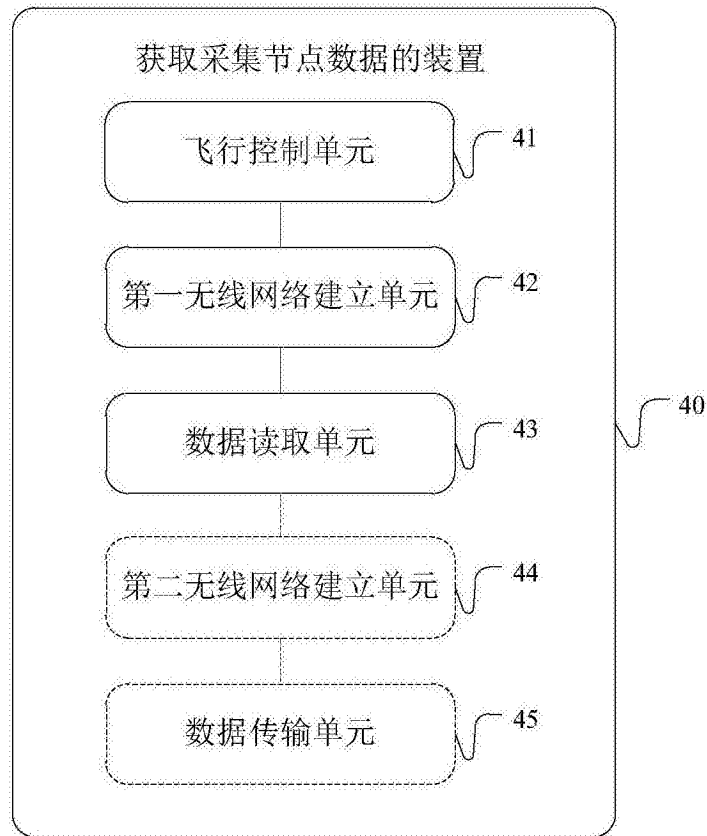 获取采集节点数据的装置
飞行控制单元
41
第一无线网络建立单元
42
数据读取单元
43
40
第二无线网络建立单元
44
数据传输单元
45